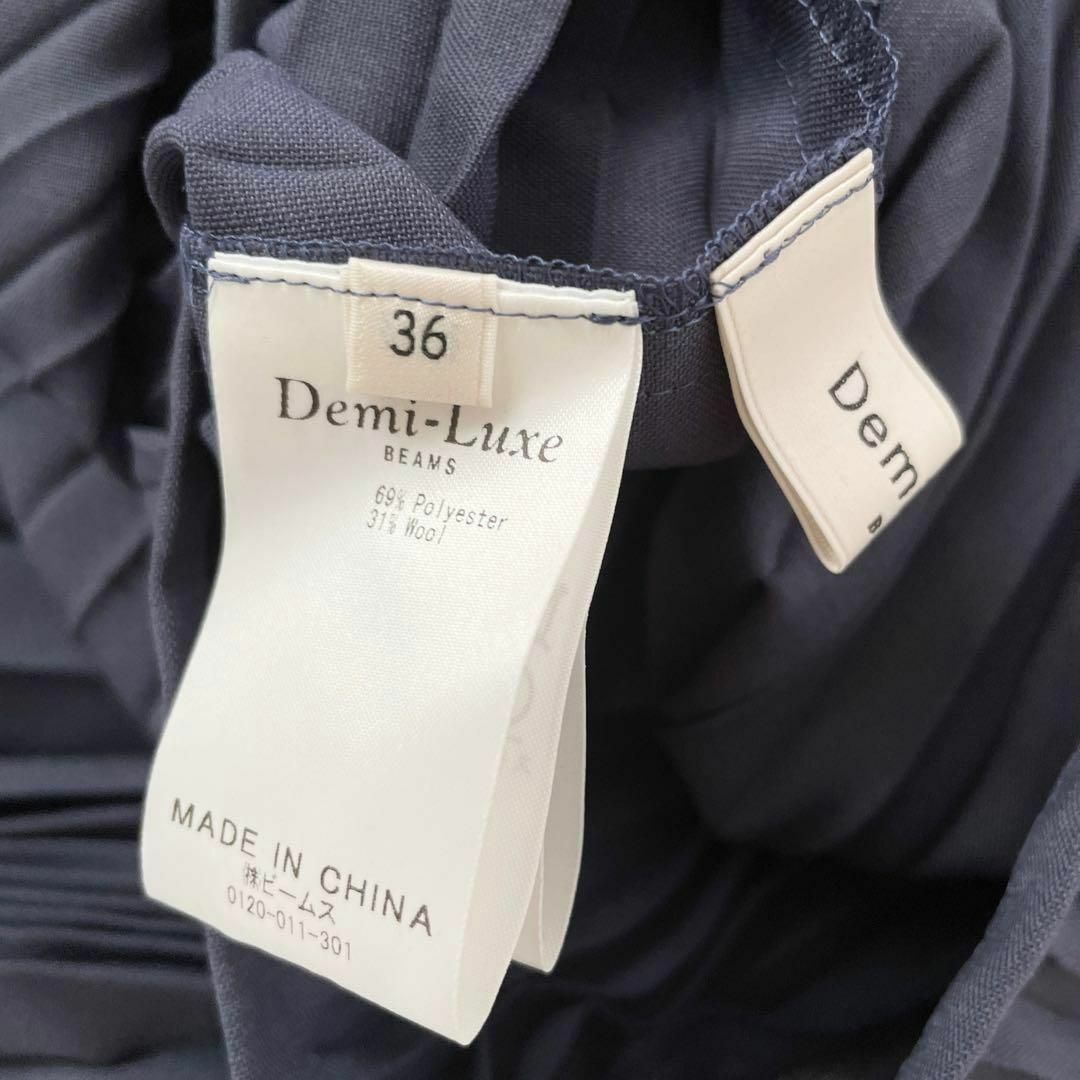 36
Demi-Luxe
BEAMS
69% Polyester
31% Wool
MADE IN CHINA
㈱ビームス
0120-011-301
Dem
B